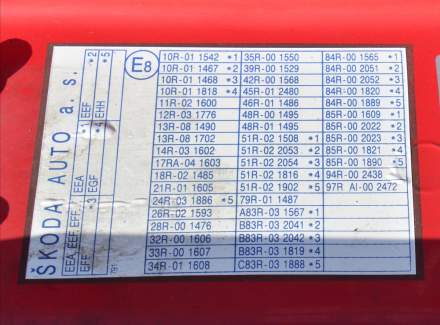 ŠKODA AUTO a. s.
EEA, EEF, EFF, EEA *2 EEF *4 EHH *5
EFF *3 EGF
791
E8
10R-01 1542 *1 35R-00 1550 84R-00 1565 *1
10R-01 1467 *2 39R-00 1529 84R-00 2051 *2
10R-01 1468 *3 42R-00 1568 84R-00 2052 *3
10R-01 1818 *4 45R-01 2480 84R-00 1820 *4
11R-02 1600 46R-01 1486 84R-00 1889 *5
12R-03 1776 48R-00 1495 85R-00 1609 *1
13R-08 1490 48R-01 1495 85R-00 2022 *2
13R-08 1702 51R-02 1508 *1 85R-00 2023 *3
14R-03 1602 51R-02 2053 *2 85R-00 1821 *4
17RA-04 1603 51R-02 2054 *3 85R-00 1890 *5
18R-02 1485 51R-02 1816 *4 94R-00 2438
21R-01 1605 51R-02 1902 *5 97R AI-00 2472
24R-03 1886 *5 79R-01 1487
26R-02 1593 A83R-03 1567 *1
28R-00 1476 B83R-03 2041 *2
32R-00 1606 B83R-03 2042 *3
33R-00 1607 B83R-03 1819 *4
34R-01 1608 C83R-03 1888 *5